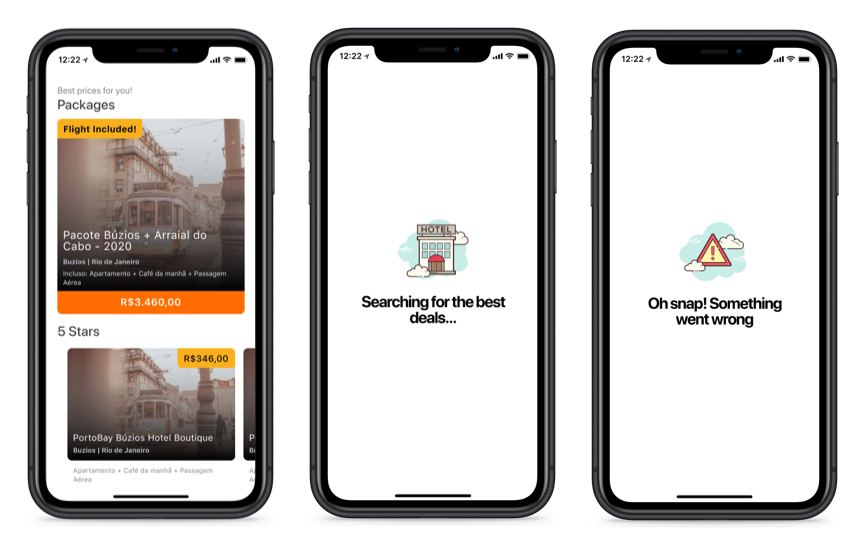 12:22
Best prices for you!
Packages
Flight Included!
Pacote Búzios + Arraial do
Cabo - 2020
Buzios | Rio de Janeiro
Incluso: Apartamento + Café da manhã + Passagem
Aérea
R$3.460,00
5 Stars
R$346,00
PortoBay Búzios Hotel Boutique
Buzios | Rio de Janeiro
Apartamento + Café da manhã + Passagem
Aérea
12:22
HOTEL
Searching for the best
deals...
12:22
Oh snap! Something
went wrong